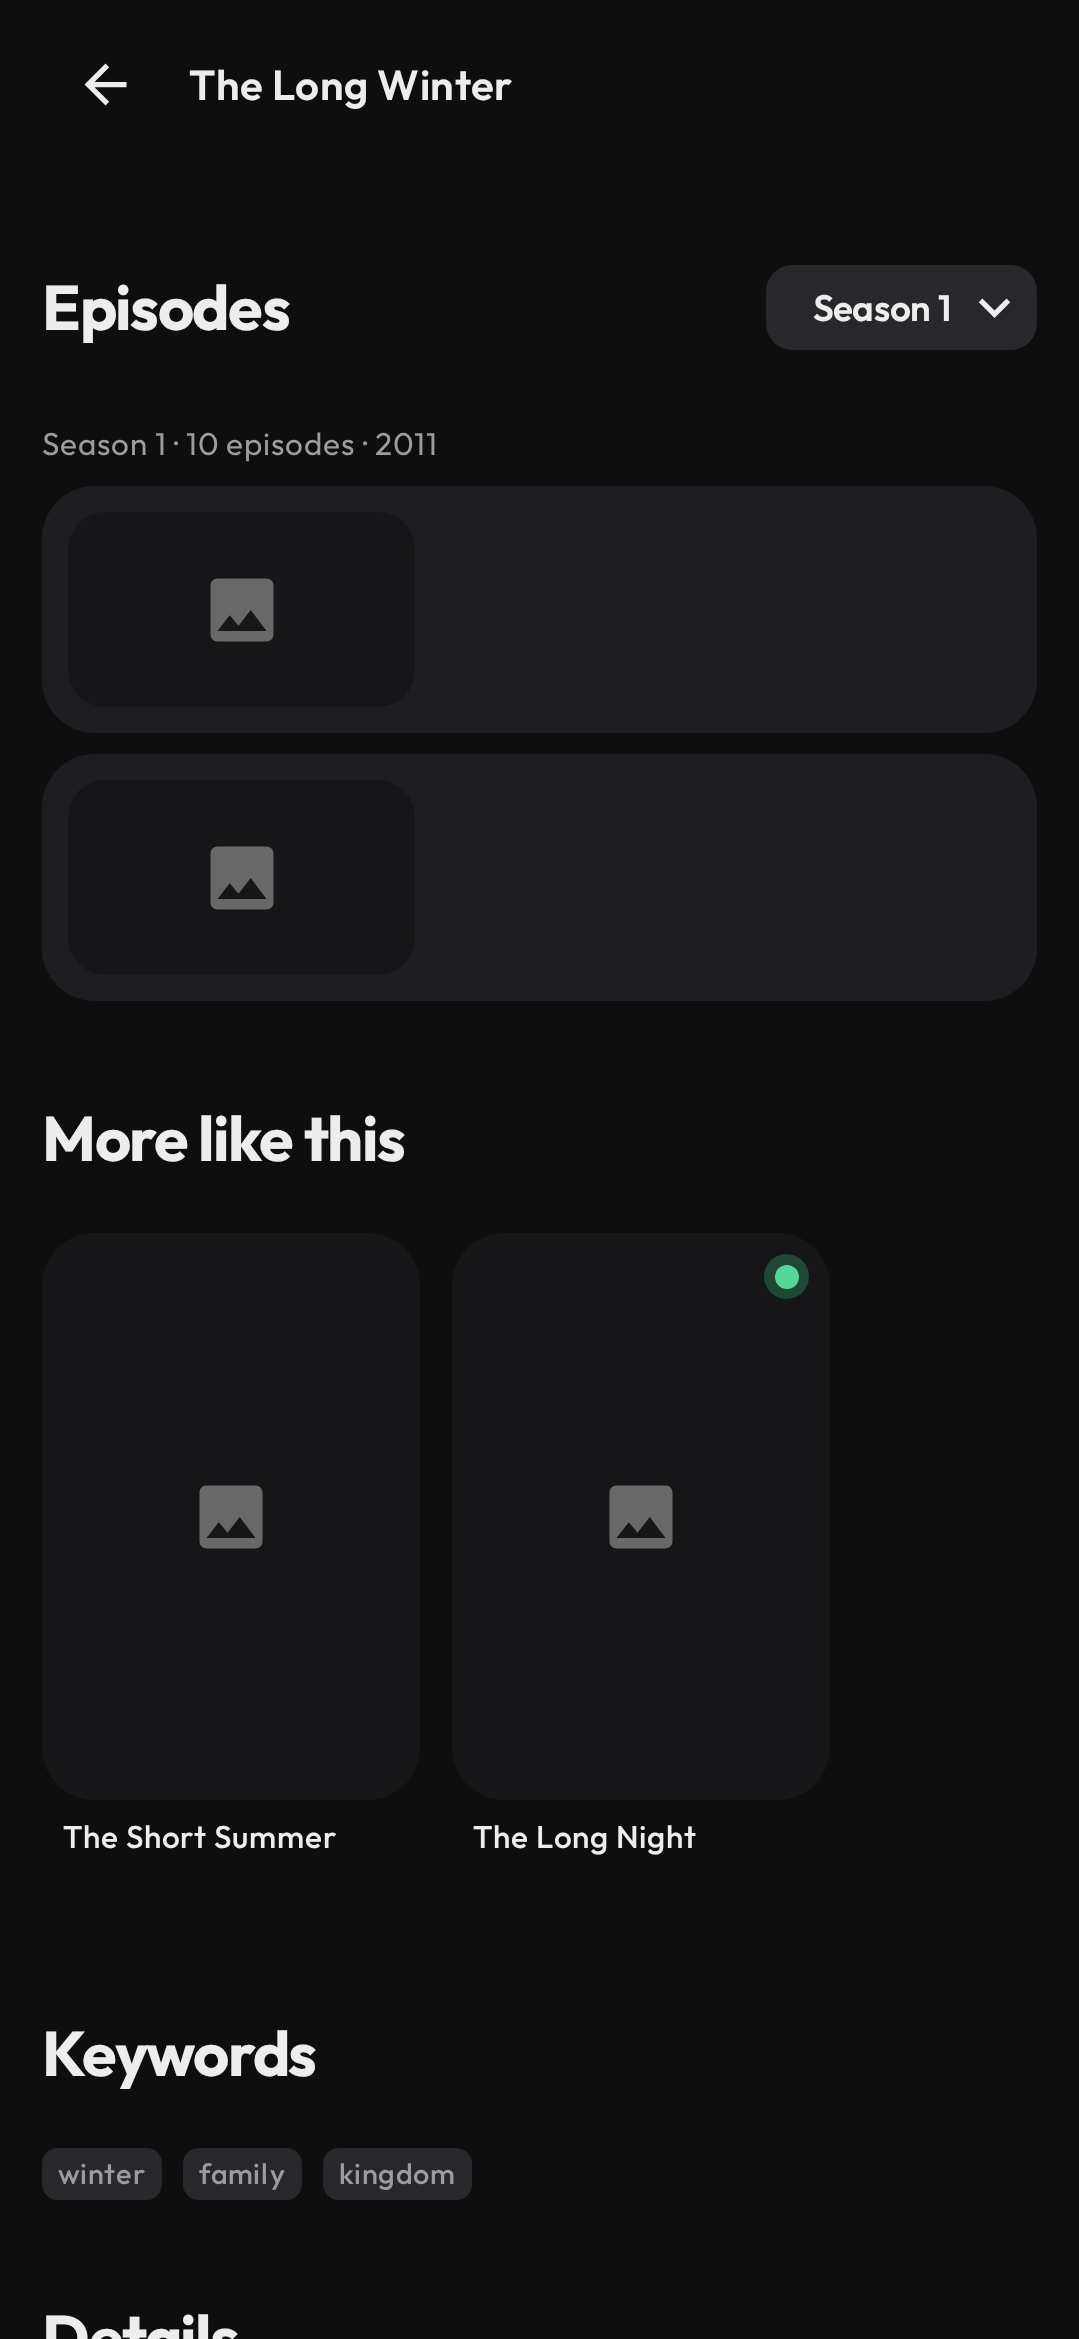 The Long Winter
Episodes
Season 1
Season 1 · 10 episodes · 2011
More like this
The Short Summer
The Long Night
Keywords
winter
family
kingdom
Details